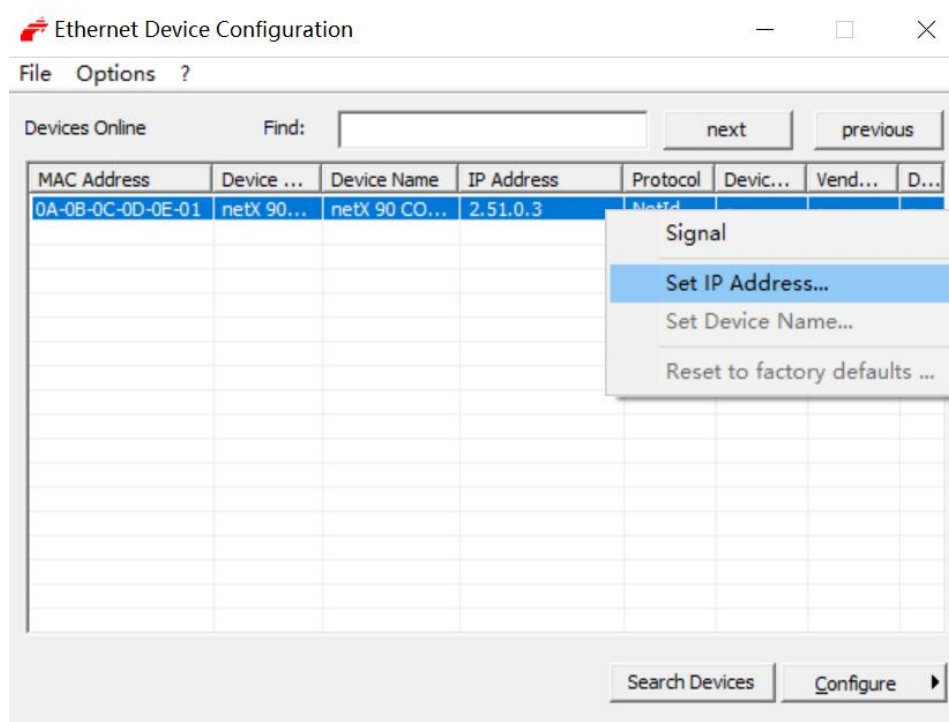 Ethernet Device Configuration
File Options ?
Devices Online Find: next previous
MAC Address Device ... Device Name IP Address Protocol Devic... Vend... D...
0A-0B-0C-0D-0E-01 netX 90... netX 90 CO... 2.51.0.3 NetId - - -
Signal
Set IP Address...
Set Device Name...
Reset to factory defaults ...
Search Devices Configure